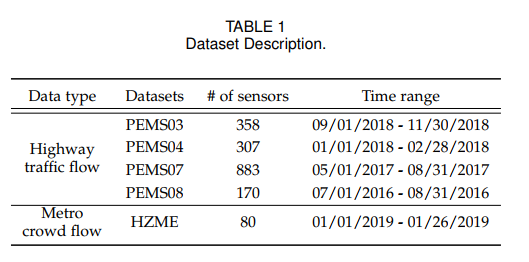 TABLE 1
Dataset Description.
Data type Datasets # of sensors Time range
Highway traffic flow
PEMS03 358 09/01/2018 - 11/30/2018
PEMS04 307 01/01/2018 - 02/28/2018
PEMS07 883 05/01/2017 - 08/31/2017
PEMS08 170 07/01/2016 - 08/31/2016
Metro crowd flow
HZME 80 01/01/2019 - 01/26/2019